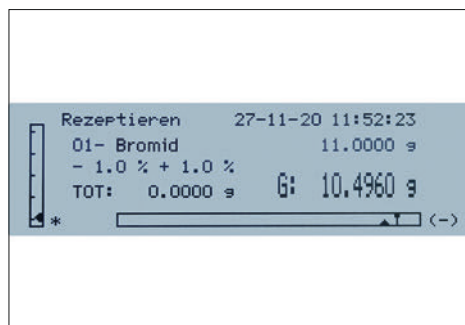 Rezeptieren 27-11-20 11:52:23
01- Bromid 11.0000 g
- 1.0 % + 1.0 %
TOT: 0.0000 g G: 10.4960 g
* (-)